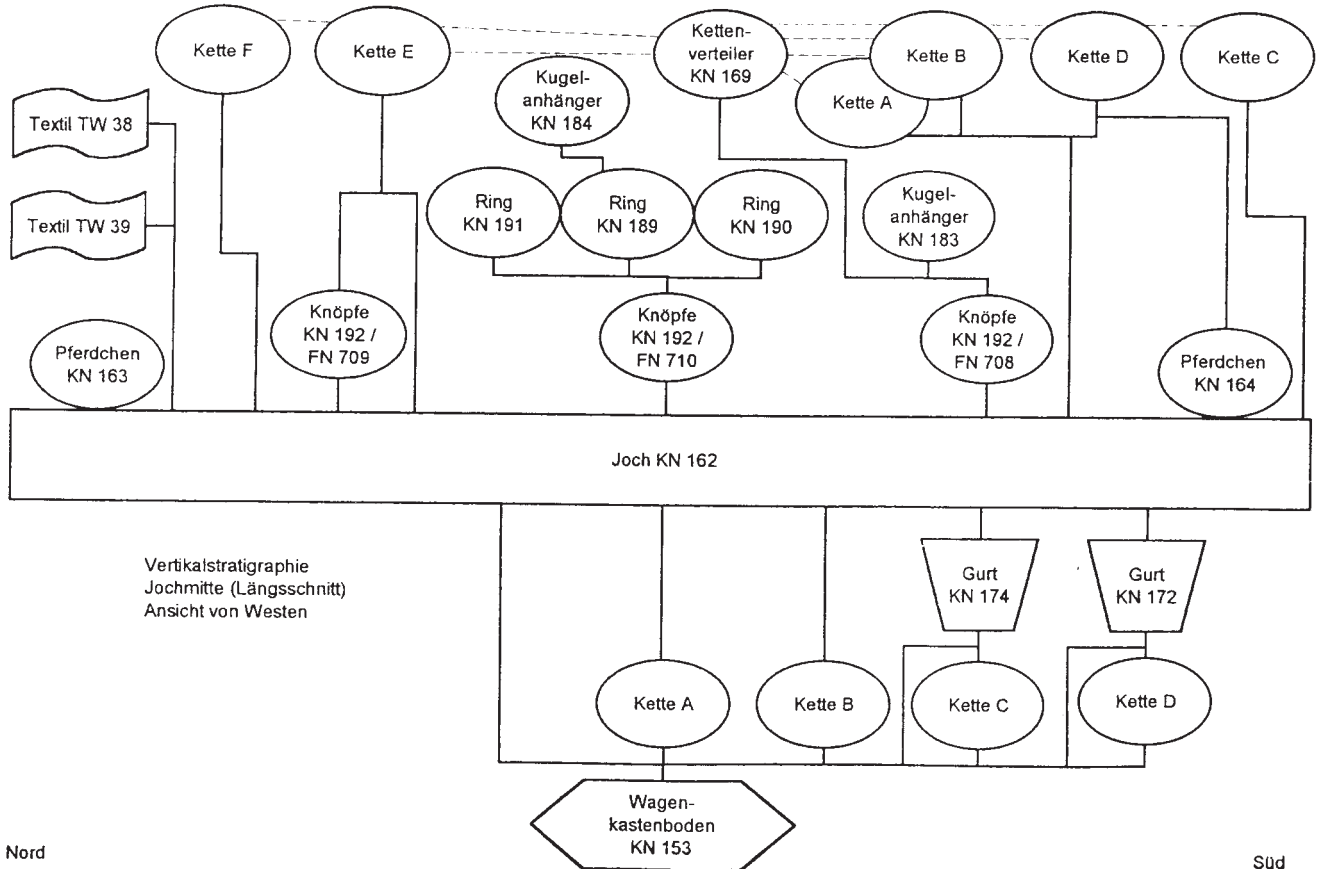 Kette F
Kette E
Ketten-
verteiler
KN 169
Kette B
Kette D
Kette C
Kette A
Kugel-
anhänger
KN 184
Textil TW 38
Textil TW 39
Ring
KN 191
Ring
KN 189
Ring
KN 190
Kugel-
anhänger
KN 183
Pferdchen
KN 163
Knöpfe
KN 192 /
FN 709
Knöpfe
KN 192 /
FN 710
Knöpfe
KN 192 /
FN 708
Pferdchen
KN 164
Joch KN 162
Vertikalstratigraphie
Jochmitte (Längsschnitt)
Ansicht von Westen
Gurt
KN 174
Gurt
KN 172
Kette A
Kette B
Kette C
Kette D
Wagen-
kastenboden
KN 153
Nord
Süd